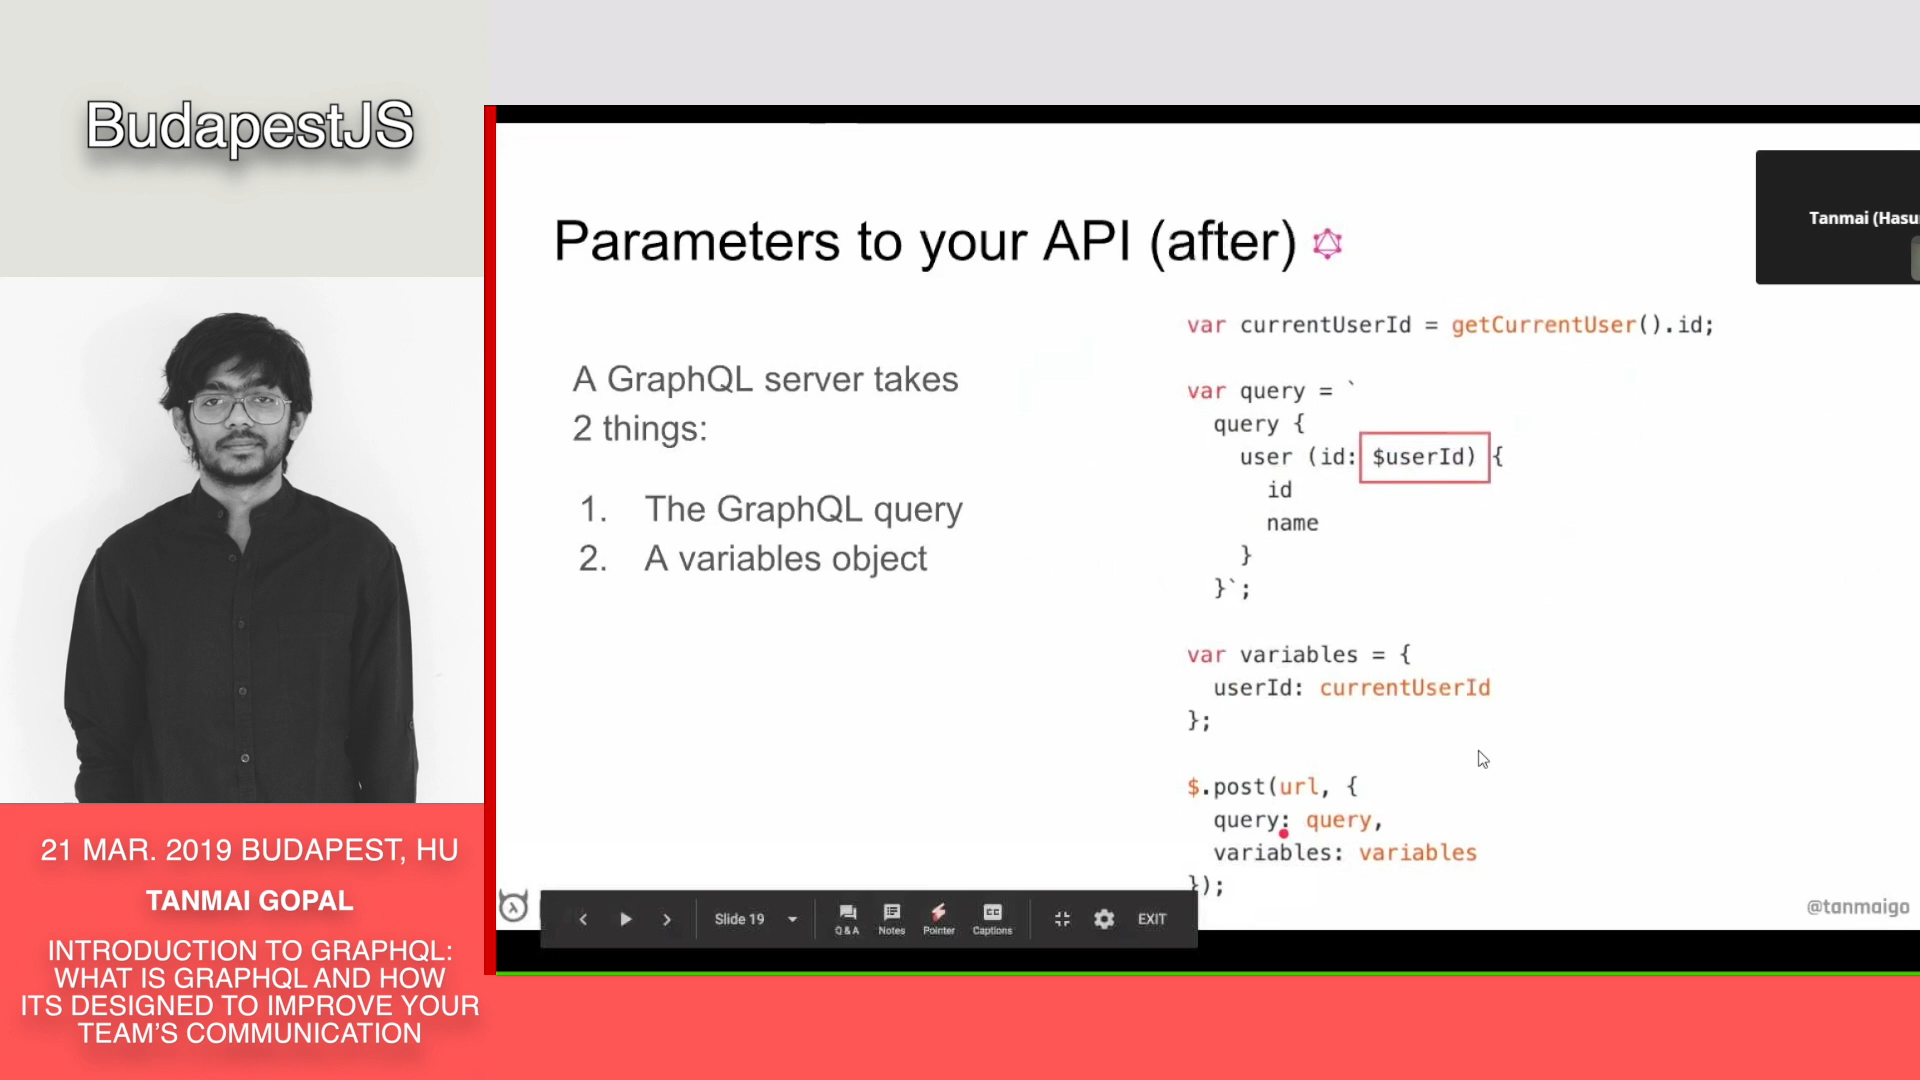 BudapestJS
21 MAR. 2019 BUDAPEST, HU
TANMAI GOPAL
INTRODUCTION TO GRAPHQL:
WHAT IS GRAPHQL AND HOW
ITS DESIGNED TO IMPROVE YOUR
TEAM’S COMMUNICATION
Parameters to your API (after)
Tanmai (Hasu
A GraphQL server takes
2 things:
1. The GraphQL query
2. A variables object
var currentUserId = getCurrentUser().id;
var query = `
query {
user (id: $userId) {
id
name
}
}`;
var variables = {
userId: currentUserId
};
$.post(url, {
query: query,
variables: variables
});
Slide 19
Q & A
Notes
Pointer
CC
Captions
EXIT
@tanmaigo